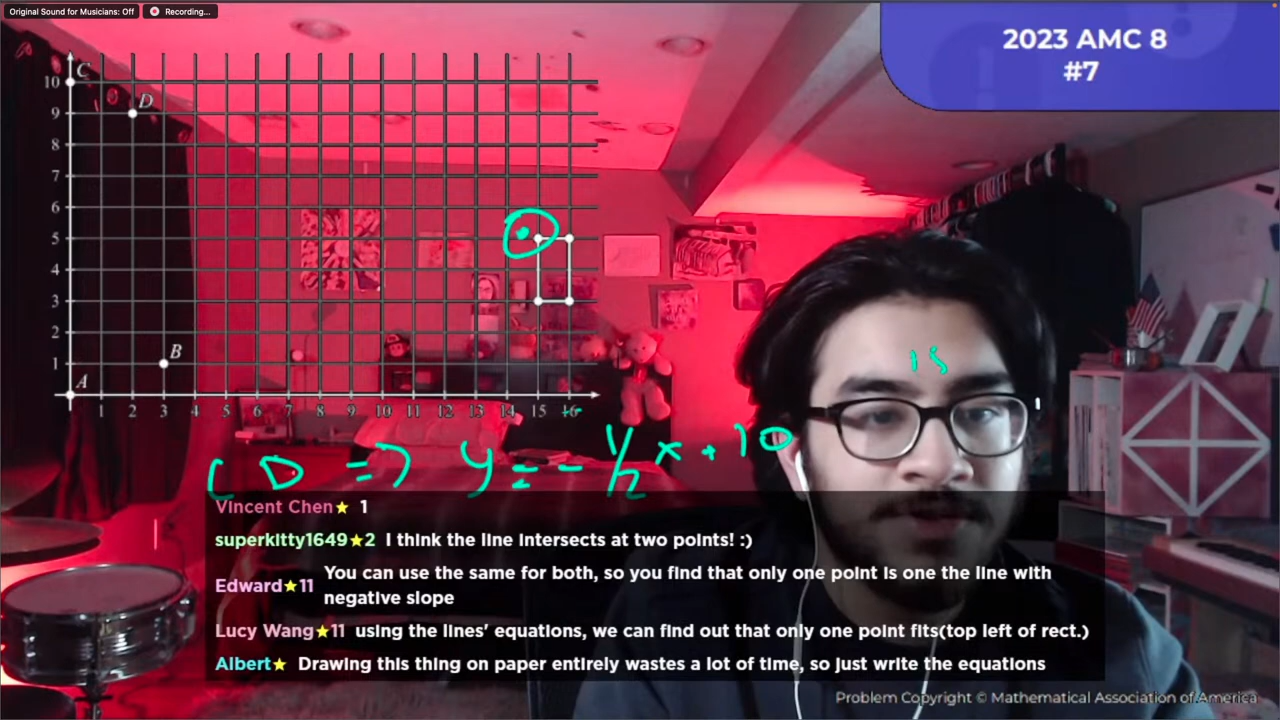 Original Sound for Musicians: Off Recording...
2023 AMC 8
#7
10 C
9 D
8
7
6
5
4
3
2
1 B
A
1 2 3 4 5 6 7 8 9 10 11 12 13 14 15 16
15
CD => y = - 1/2 x + 10
Vincent Chen★ 1
superkitty1649★2 I think the line intersects at two points! :)
Edward★11 You can use the same for both, so you find that only one point is one the line with
negative slope
Lucy Wang★11 using the lines' equations, we can find out that only one point fits(top left of rect.)
Albert★ Drawing this thing on paper entirely wastes a lot of time, so just write the equations
Problem Copyright © Mathematical Association of America